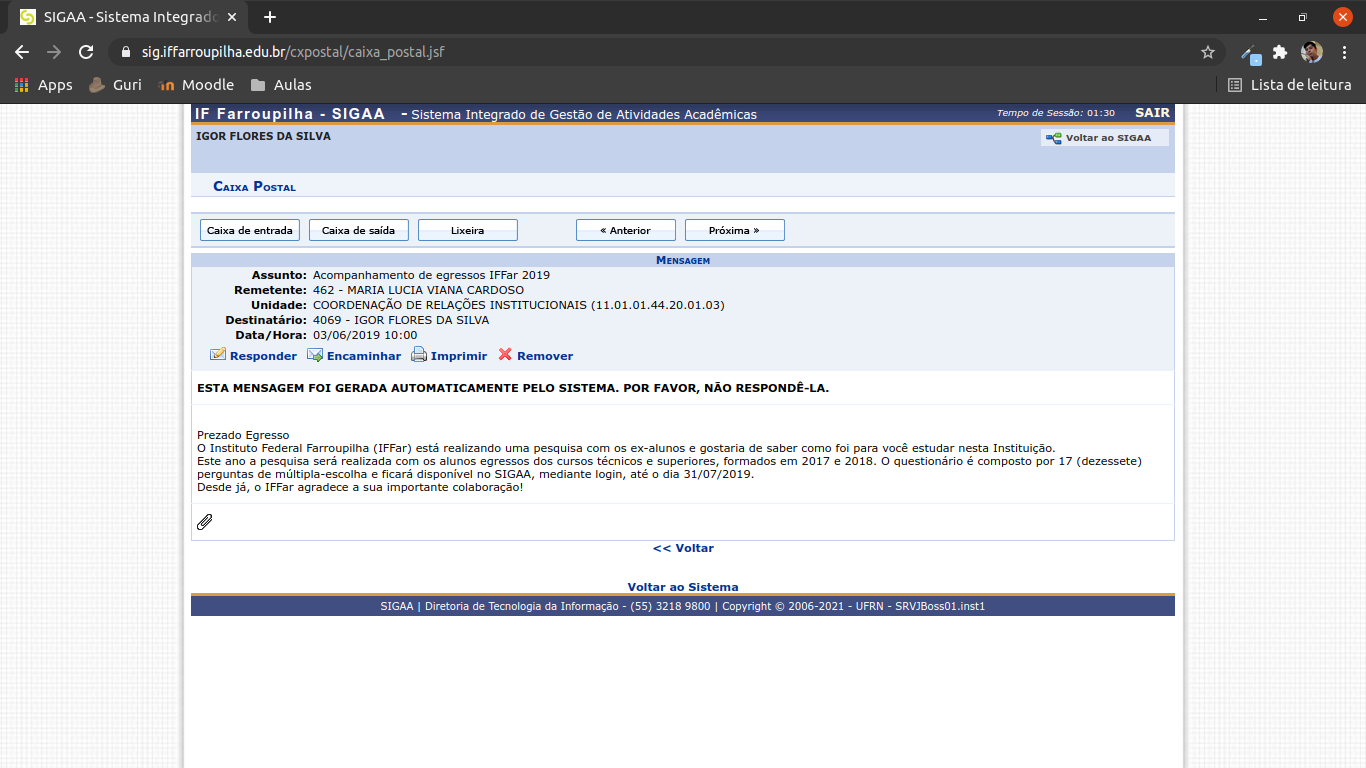 SIGAA - Sistema Integrado
sig.iffarroupilha.edu.br/cxpostal/caixa_postal.jsf
Apps Guri Moodle Aulas Lista de leitura
IF Farroupilha - SIGAA - Sistema Integrado de Gestão de Atividades Acadêmicas Tempo de Sessão: 01:30 SAIR
IGOR FLORES DA SILVA Voltar ao SIGAA
Caixa Postal
Caixa de entrada Caixa de saída Lixeira « Anterior Próxima »
Mensagem
Assunto: Acompanhamento de egressos IFFar 2019
Remetente: 462 - MARIA LUCIA VIANA CARDOSO
Unidade: COORDENAÇÃO DE RELAÇÕES INSTITUCIONAIS (11.01.01.44.20.01.03)
Destinatário: 4069 - IGOR FLORES DA SILVA
Data/Hora: 03/06/2019 10:00
Responder Encaminhar Imprimir Remover
ESTA MENSAGEM FOI GERADA AUTOMATICAMENTE PELO SISTEMA. POR FAVOR, NÃO RESPONDÊ-LA.
Prezado Egresso
O Instituto Federal Farroupilha (IFFar) está realizando uma pesquisa com os ex-alunos e gostaria de saber como foi para você estudar nesta Instituição.
Este ano a pesquisa será realizada com os alunos egressos dos cursos técnicos e superiores, formados em 2017 e 2018. O questionário é composto por 17 (dezessete)
perguntas de múltipla-escolha e ficará disponível no SIGAA, mediante login, até o dia 31/07/2019.
Desde já, o IFFar agradece a sua importante colaboração!
<< Voltar
Voltar ao Sistema
SIGAA | Diretoria de Tecnologia da Informação - (55) 3218 9800 | Copyright © 2006-2021 - UFRN - SRVJBoss01.inst1